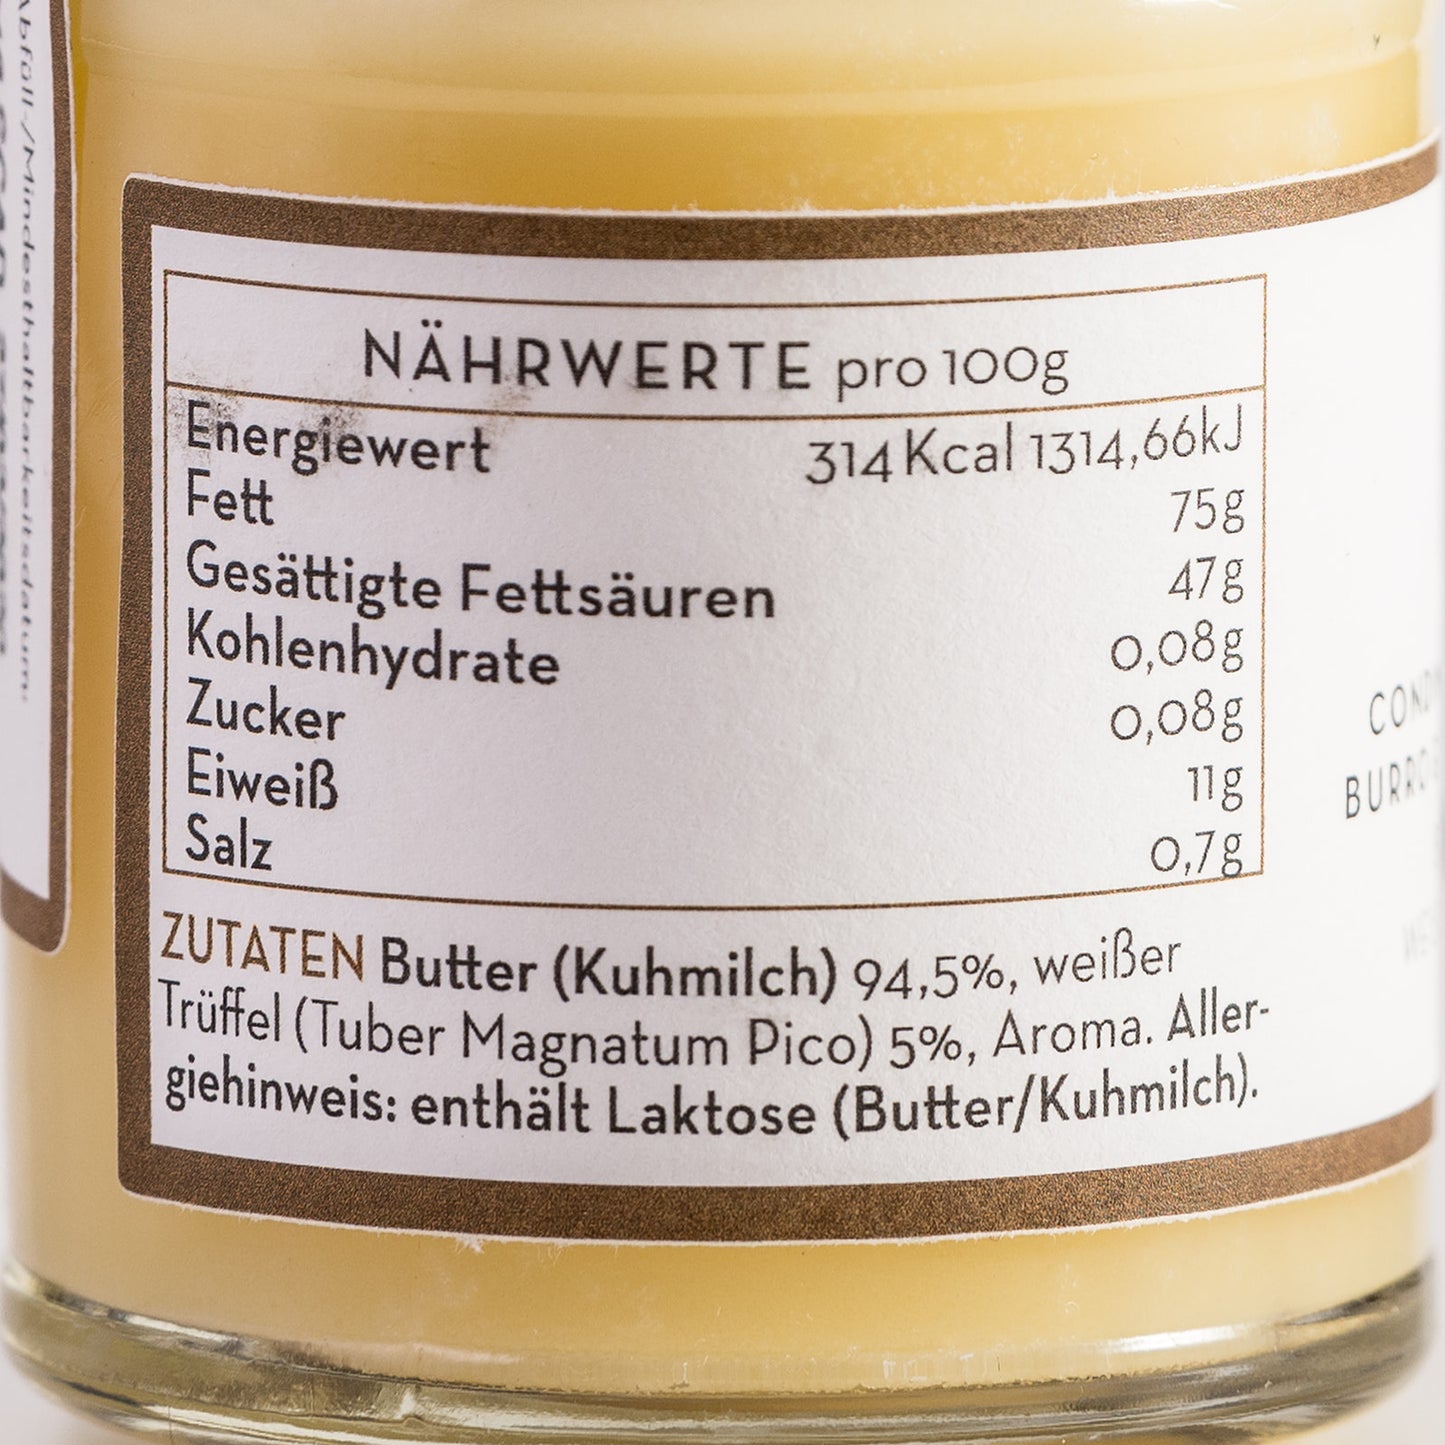 Abfüll-/Mindesthaltbarkeitsdatum:
NÄHRWERTE pro 100g
Energiewert 314 Kcal 1314,66kJ
Fett 75g
Gesättigte Fettsäuren 47g
Kohlenhydrate 0,08g
Zucker 0,08g
Eiweiß 11g
Salz 0,7g
ZUTATEN Butter (Kuhmilch) 94,5%, weißer
Trüffel (Tuber Magnatum Pico) 5%, Aroma. Aller-
giehinweis: enthält Laktose (Butter/Kuhmilch).